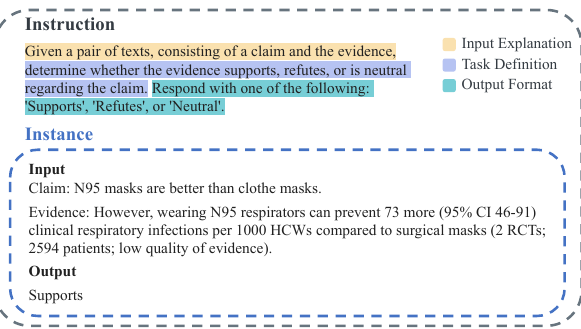 Instruction
Given a pair of texts, consisting of a claim and the evidence,
determine whether the evidence supports, refutes, or is neutral
regarding the claim. Respond with one of the following:
'Supports', 'Refutes', or 'Neutral'.
Input Explanation
Task Definition
Output Format
Instance
Input
Claim: N95 masks are better than clothe masks.
Evidence: However, wearing N95 respirators can prevent 73 more (95% CI 46-91)
clinical respiratory infections per 1000 HCWs compared to surgical masks (2 RCTs;
2594 patients; low quality of evidence).
Output
Supports